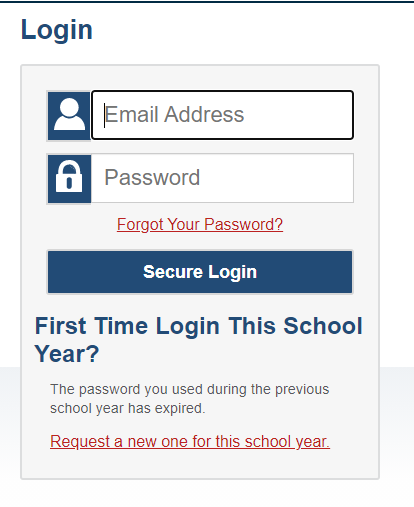 Login
Email Address
Password
Forgot Your Password?
Secure Login
First Time Login This School
Year?
The password you used during the previous
school year has expired.
Request a new one for this school year.